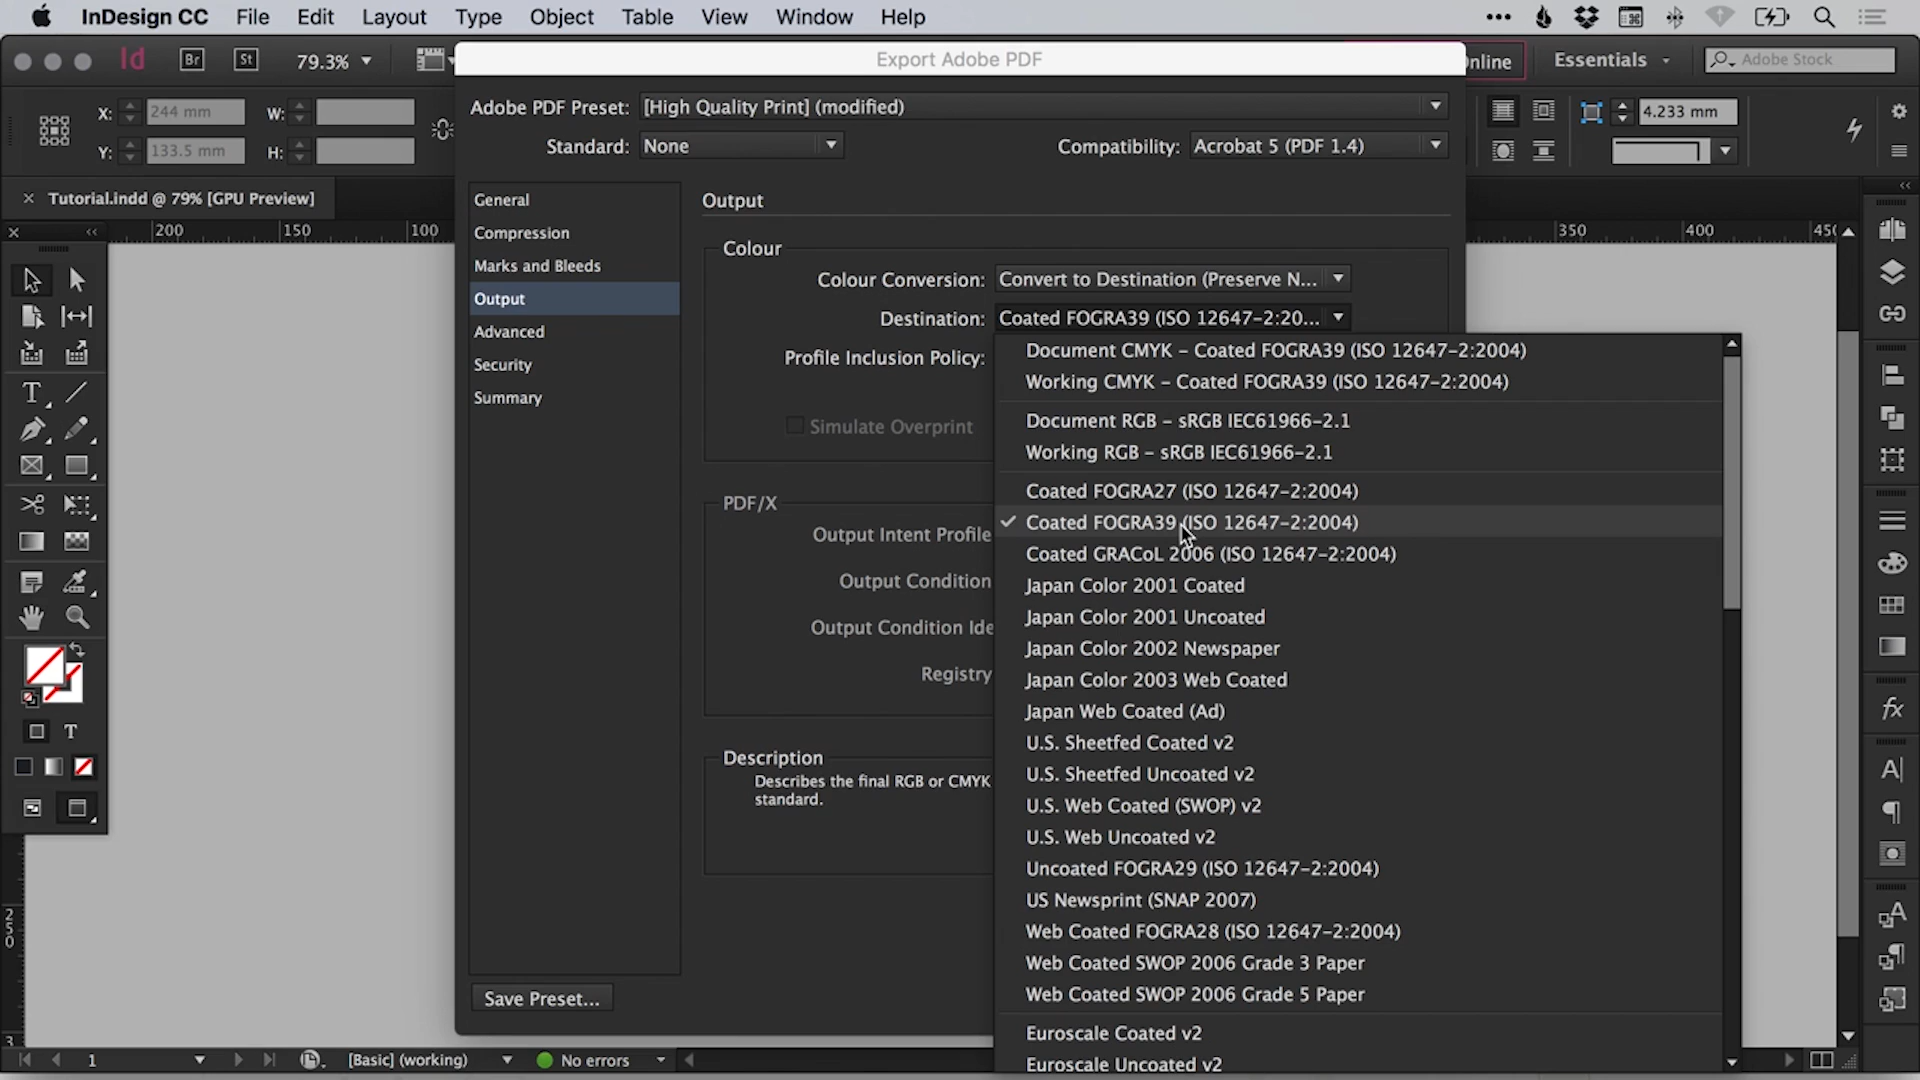 InDesign CC File Edit Layout Type Object Table View Window Help
Id Br St 79.3% Export Adobe PDF nline Essentials Adobe Stock
X: 244 mm W: 4.233 mm
Y: 133.5 mm H:
Adobe PDF Preset: [High Quality Print] (modified)
Standard: None Compatibility: Acrobat 5 (PDF 1.4)
× Tutorial.indd @ 79% [GPU Preview]
200 150 100 350 400 450
General
Compression
Marks and Bleeds
Output
Advanced
Security
Summary
Output
Colour
Colour Conversion: Convert to Destination (Preserve N...
Destination: Coated FOGRA39 (ISO 12647-2:20...
Profile Inclusion Policy:
Simulate Overprint
PDF/X
Output Intent Profile
Output Condition
Output Condition Ide
Registry
Description
Describes the final RGB or CMYK
standard.
Document CMYK - Coated FOGRA39 (ISO 12647-2:2004)
Working CMYK - Coated FOGRA39 (ISO 12647-2:2004)
Document RGB - sRGB IEC61966-2.1
Working RGB - sRGB IEC61966-2.1
Coated FOGRA27 (ISO 12647-2:2004)
Coated FOGRA39 (ISO 12647-2:2004)
Coated GRACoL 2006 (ISO 12647-2:2004)
Japan Color 2001 Coated
Japan Color 2001 Uncoated
Japan Color 2002 Newspaper
Japan Color 2003 Web Coated
Japan Web Coated (Ad)
U.S. Sheetfed Coated v2
U.S. Sheetfed Uncoated v2
U.S. Web Coated (SWOP) v2
U.S. Web Uncoated v2
Uncoated FOGRA29 (ISO 12647-2:2004)
US Newsprint (SNAP 2007)
Web Coated FOGRA28 (ISO 12647-2:2004)
Web Coated SWOP 2006 Grade 3 Paper
Web Coated SWOP 2006 Grade 5 Paper
Euroscale Coated v2
Euroscale Uncoated v2
Save Preset...
250
3
1 [Basic] (working) No errors